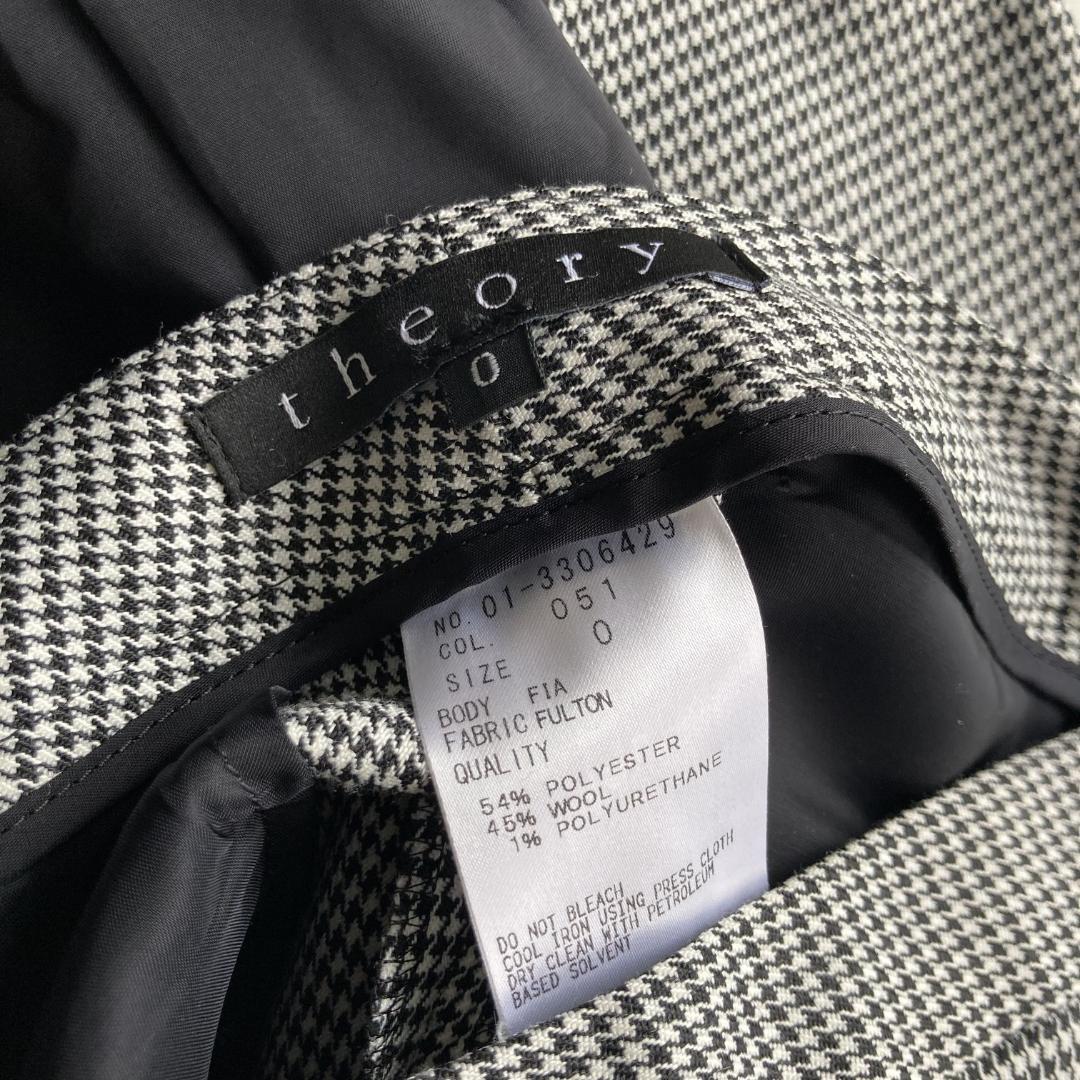 theory
0
NO. 01-3306429
COL. 051
SIZE 0
BODY FIA
FABRIC FULTON
QUALITY
54% POLYESTER
45% WOOL
1% POLYURETHANE
DO NOT BLEACH
COOL IRON USING PRESS CLOTH
DRY CLEAN WITH PETROLEUM
BASED SOLVENT